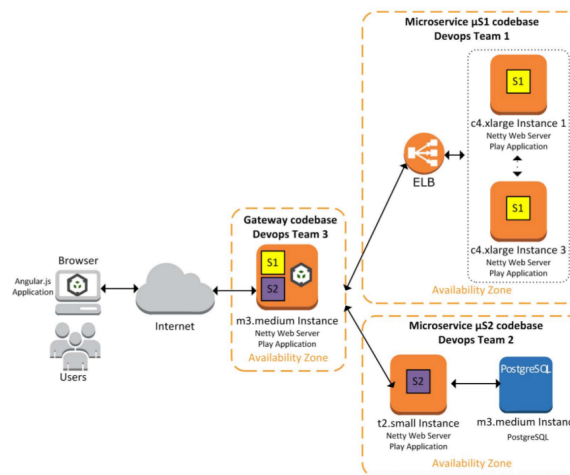 Microservice µS1 codebase
Devops Team 1
S1
c4.xlarge Instance 1
Netty Web Server
Play Application
ELB
S1
c4.xlarge Instance 3
Netty Web Server
Play Application
Availability Zone
Gateway codebase
Devops Team 3
S1
S2
m3.medium Instance
Netty Web Server
Play Application
Availability Zone
Browser
Angular.js
Application
Internet
Users
Microservice µS2 codebase
Devops Team 2
S2
t2.small Instance
Netty Web Server
Play Application
PostgreSQL
m3.medium Instanc
PostgreSQL
Availability Zone